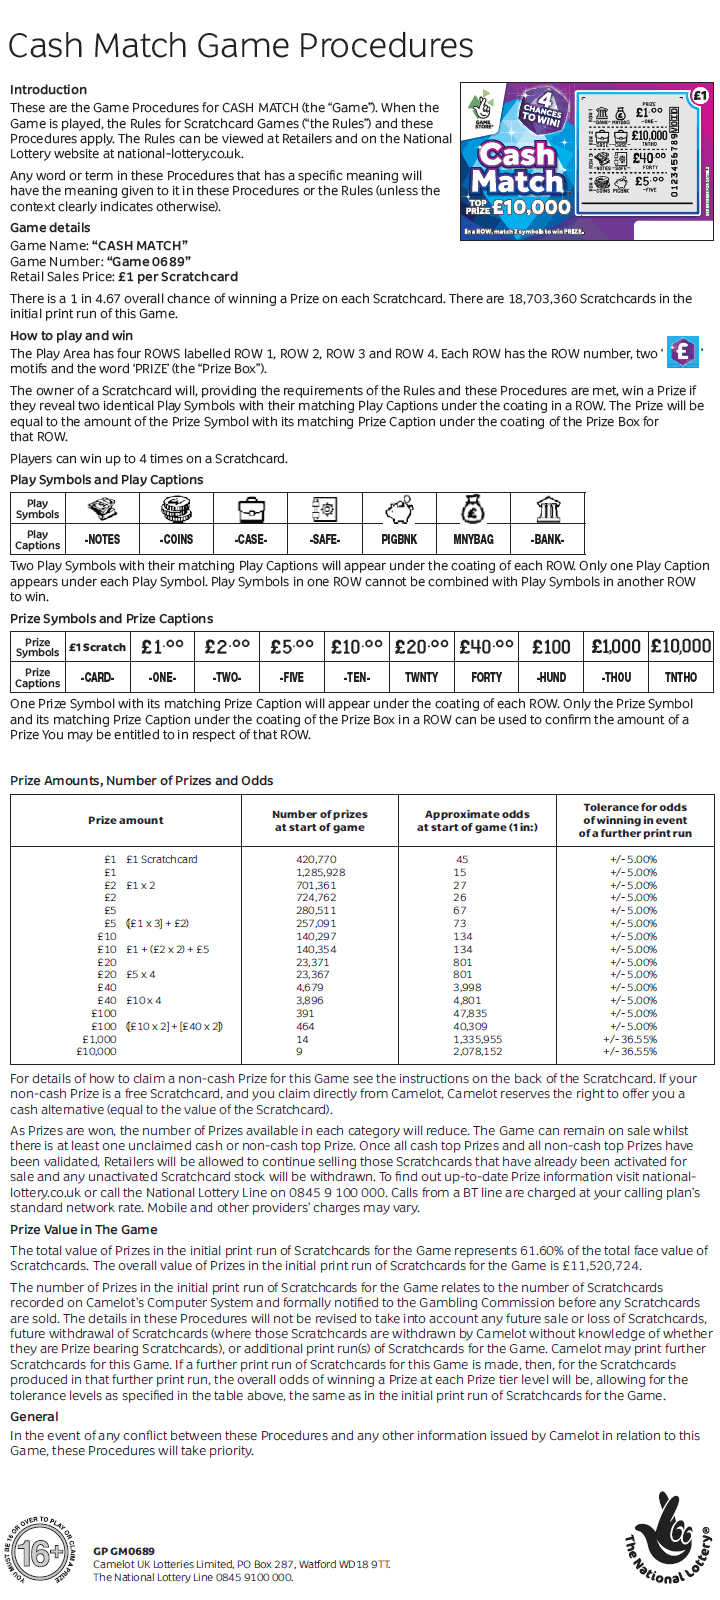 Cash Match Game Procedures
Introduction
These are the Game Procedures for CASH MATCH (the “Game”). When the
Game is played, the Rules for Scratchcard Games (“the Rules”) and these
Procedures apply. The Rules can be viewed at Retailers and on the National
Lottery website at national-lottery.co.uk.
Any word or term in these Procedures that has a specific meaning will
have the meaning given to it in these Procedures or the Rules (unless the
context clearly indicates otherwise).
GAME
STORE
4
CHANCES
TO WIN!
Cash
Match
TOP
PRIZE £10,000
In a ROW, match 2 symbols to win PRIZE.
£1
PRIZE
£1.00
-ONE-
£10,000
TNTHO
£40.00
FORTY
£5.00
-FIVE
0123456789VOID
Game details
Game Name: “CASH MATCH”
Game Number: “Game 0689”
Retail Sales Price: £1 per Scratchcard
There is a 1 in 4.67 overall chance of winning a Prize on each Scratchcard. There are 18,703,360 Scratchcards in the
initial print run of this Game.
How to play and win
The Play Area has four ROWS labelled ROW 1, ROW 2, ROW 3 and ROW 4. Each ROW has the ROW number, two ‘ £ ’
motifs and the word ‘PRIZE’ (the “Prize Box”).
The owner of a Scratchcard will, providing the requirements of the Rules and these Procedures are met, win a Prize if
they reveal two identical Play Symbols with their matching Play Captions under the coating in a ROW. The Prize will be
equal to the amount of the Prize Symbol with its matching Prize Caption under the coating of the Prize Box for
that ROW.
Players can win up to 4 times on a Scratchcard.
Play Symbols and Play Captions
Play Symbols
Play Captions -NOTES -COINS -CASE- -SAFE- PIGBNK MNYBAG -BANK-
Two Play Symbols with their matching Play Captions will appear under the coating of each ROW. Only one Play Caption
appears under each Play Symbol. Play Symbols in one ROW cannot be combined with Play Symbols in another ROW
to win.
Prize Symbols and Prize Captions
Prize Symbols £1 Scratch £1.00 £2.00 £5.00 £10.00 £20.00 £40.00 £100 £1,000 £10,000
Prize Captions -CARD- -ONE- -TWO- -FIVE -TEN- TWNTY FORTY -HUND -THOU TNTHO
One Prize Symbol with its matching Prize Caption will appear under the coating of each ROW. Only the Prize Symbol
and its matching Prize Caption under the coating of the Prize Box in a ROW can be used to confirm the amount of a
Prize You may be entitled to in respect of that ROW.
Prize Amounts, Number of Prizes and Odds
Prize amount Number of prizes at start of game Approximate odds at start of game (1 in:) Tolerance for odds of winning in event of a further print run
£1 £1 Scratchcard 420,770 45 +/- 5.00%
£1 1,285,928 15 +/- 5.00%
£2 £1 x 2 701,361 27 +/- 5.00%
£2 724,762 26 +/- 5.00%
£5 280,511 67 +/- 5.00%
£5 ([£1 x 3] + £2) 257,091 73 +/- 5.00%
£10 140,297 134 +/- 5.00%
£10 £1 + (£2 x 2) + £5 140,354 134 +/- 5.00%
£20 23,371 801 +/- 5.00%
£20 £5 x 4 23,367 801 +/- 5.00%
£40 4,679 3,998 +/- 5.00%
£40 £10 x 4 3,896 4,801 +/- 5.00%
£100 391 47,835 +/- 5.00%
£100 ([£10 x 2] + [£40 x 2]) 464 40,309 +/- 5.00%
£1,000 14 1,335,955 +/- 36.55%
£10,000 9 2,078,152 +/- 36.55%
For details of how to claim a non-cash Prize for this Game see the instructions on the back of the Scratchcard. If your
non-cash Prize is a free Scratchcard, and you claim directly from Camelot, Camelot reserves the right to offer you a
cash alternative (equal to the value of the Scratchcard).
As Prizes are won, the number of Prizes available in each category will reduce. The Game can remain on sale whilst
there is at least one unclaimed cash or non-cash top Prize. Once all cash top Prizes and all non-cash top Prizes have
been validated, Retailers will be allowed to continue selling those Scratchcards that have already been activated for
sale and any unactivated Scratchcard stock will be withdrawn. To find out up-to-date Prize information visit national-
lottery.co.uk or call the National Lottery Line on 0845 9 100 000. Calls from a BT line are charged at your calling plan’s
standard network rate. Mobile and other providers’ charges may vary.
Prize Value in The Game
The total value of Prizes in the initial print run of Scratchcards for the Game represents 61.60% of the total face value of
Scratchcards. The overall value of Prizes in the initial print run of Scratchcards for the Game is £11,520,724.
The number of Prizes in the initial print run of Scratchcards for the Game relates to the number of Scratchcards
recorded on Camelot’s Computer System and formally notified to the Gambling Commission before any Scratchcards
are sold. The details in these Procedures will not be revised to take into account any future sale or loss of Scratchcards,
future withdrawal of Scratchcards (where those Scratchcards are withdrawn by Camelot without knowledge of whether
they are Prize bearing Scratchcards), or additional print run(s) of Scratchcards for the Game. Camelot may print further
Scratchcards for this Game. If a further print run of Scratchcards for this Game is made, then, for the Scratchcards
produced in that further print run, the overall odds of winning a Prize at each Prize tier level will be, allowing for the
tolerance levels as specified in the table above, the same as in the initial print run of Scratchcards for the Game.
General
In the event of any conflict between these Procedures and any other information issued by Camelot in relation to this
Game, these Procedures will take priority.
YOU MUST BE 16 OR OVER TO PLAY OR CLAIM A PRIZE
16+
GP GM0689
Camelot UK Lotteries Limited, PO Box 287, Watford WD18 9TT.
The National Lottery Line 0845 9100 000.
The National Lottery®